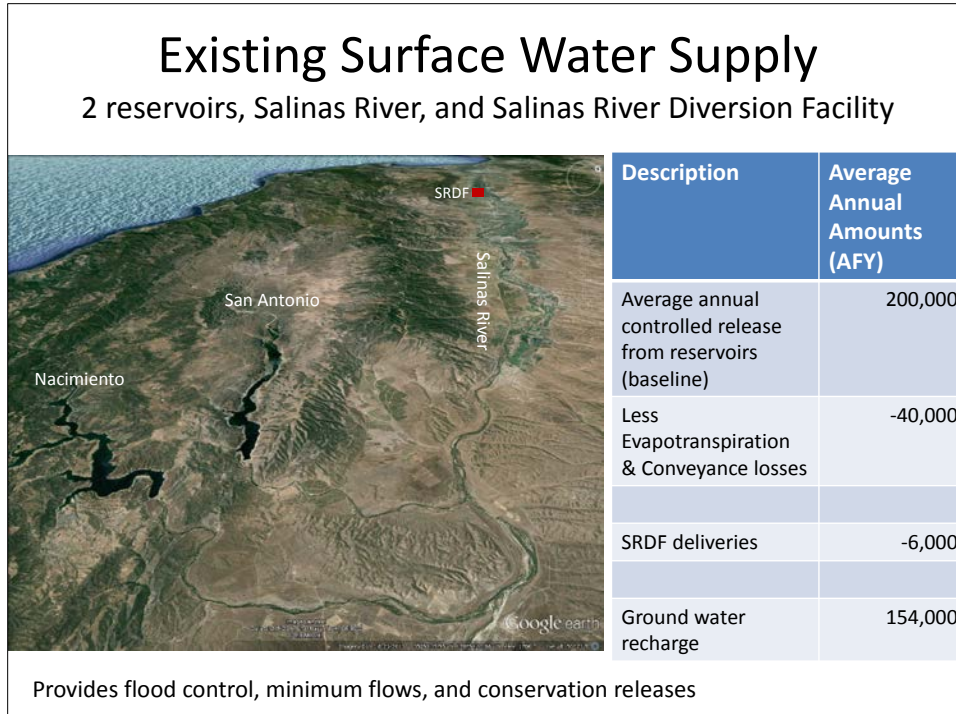 Existing Surface Water Supply
2 reservoirs, Salinas River, and Salinas River Diversion Facility
SRDF
Salinas River
San Antonio
Nacimiento
Google earth
Description
Average
Annual
Amounts
(AFY)
Average annual
controlled release
from reservoirs
(baseline)
200,000
Less
Evapotranspiration
& Conveyance losses
-40,000
SRDF deliveries
-6,000
Ground water
recharge
154,000
Provides flood control, minimum flows, and conservation releases